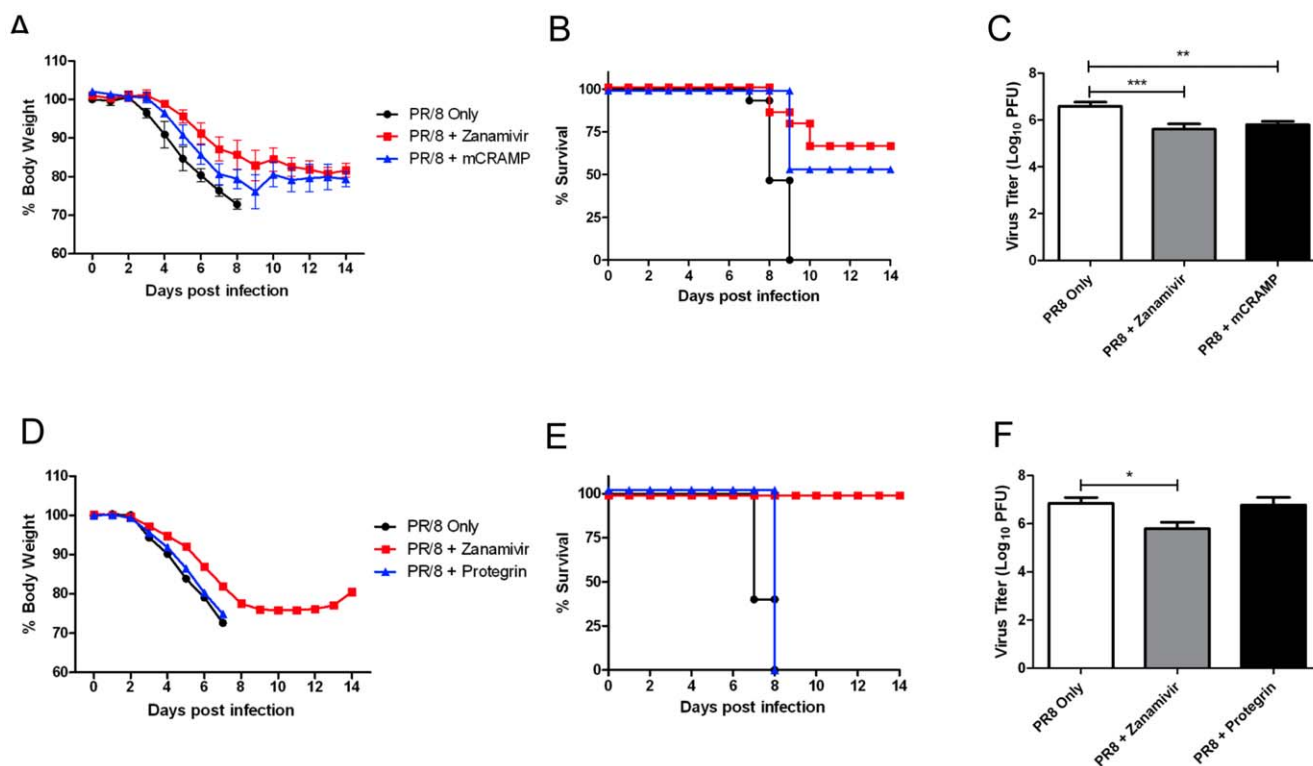 A
110
100
90
80
70
60
% Body Weight
0 2 4 6 8 10 12 14
Days post infection
PR/8 Only
PR/8 + Zanamivir
PR/8 + mCRAMP
B
100
75
50
25
0
% Survival
0 2 4 6 8 10 12 14
Days post infection
C
**
***
8
6
4
2
0
Virus Titer (Log10 PFU)
PR8 Only
PR8 + Zanamivir
PR8 + mCRAMP
D
110
100
90
80
70
60
% Body Weight
0 2 4 6 8 10 12 14
Days post infection
PR/8 Only
PR/8 + Zanamivir
PR/8 + Protegrin
E
100
75
50
25
0
% Survival
0 2 4 6 8 10 12 14
Days post infection
F
*
8
6
4
2
0
Virus Titer (Log10 PFU)
PR8 Only
PR8 + Zanamivir
PR8 + Protegrin